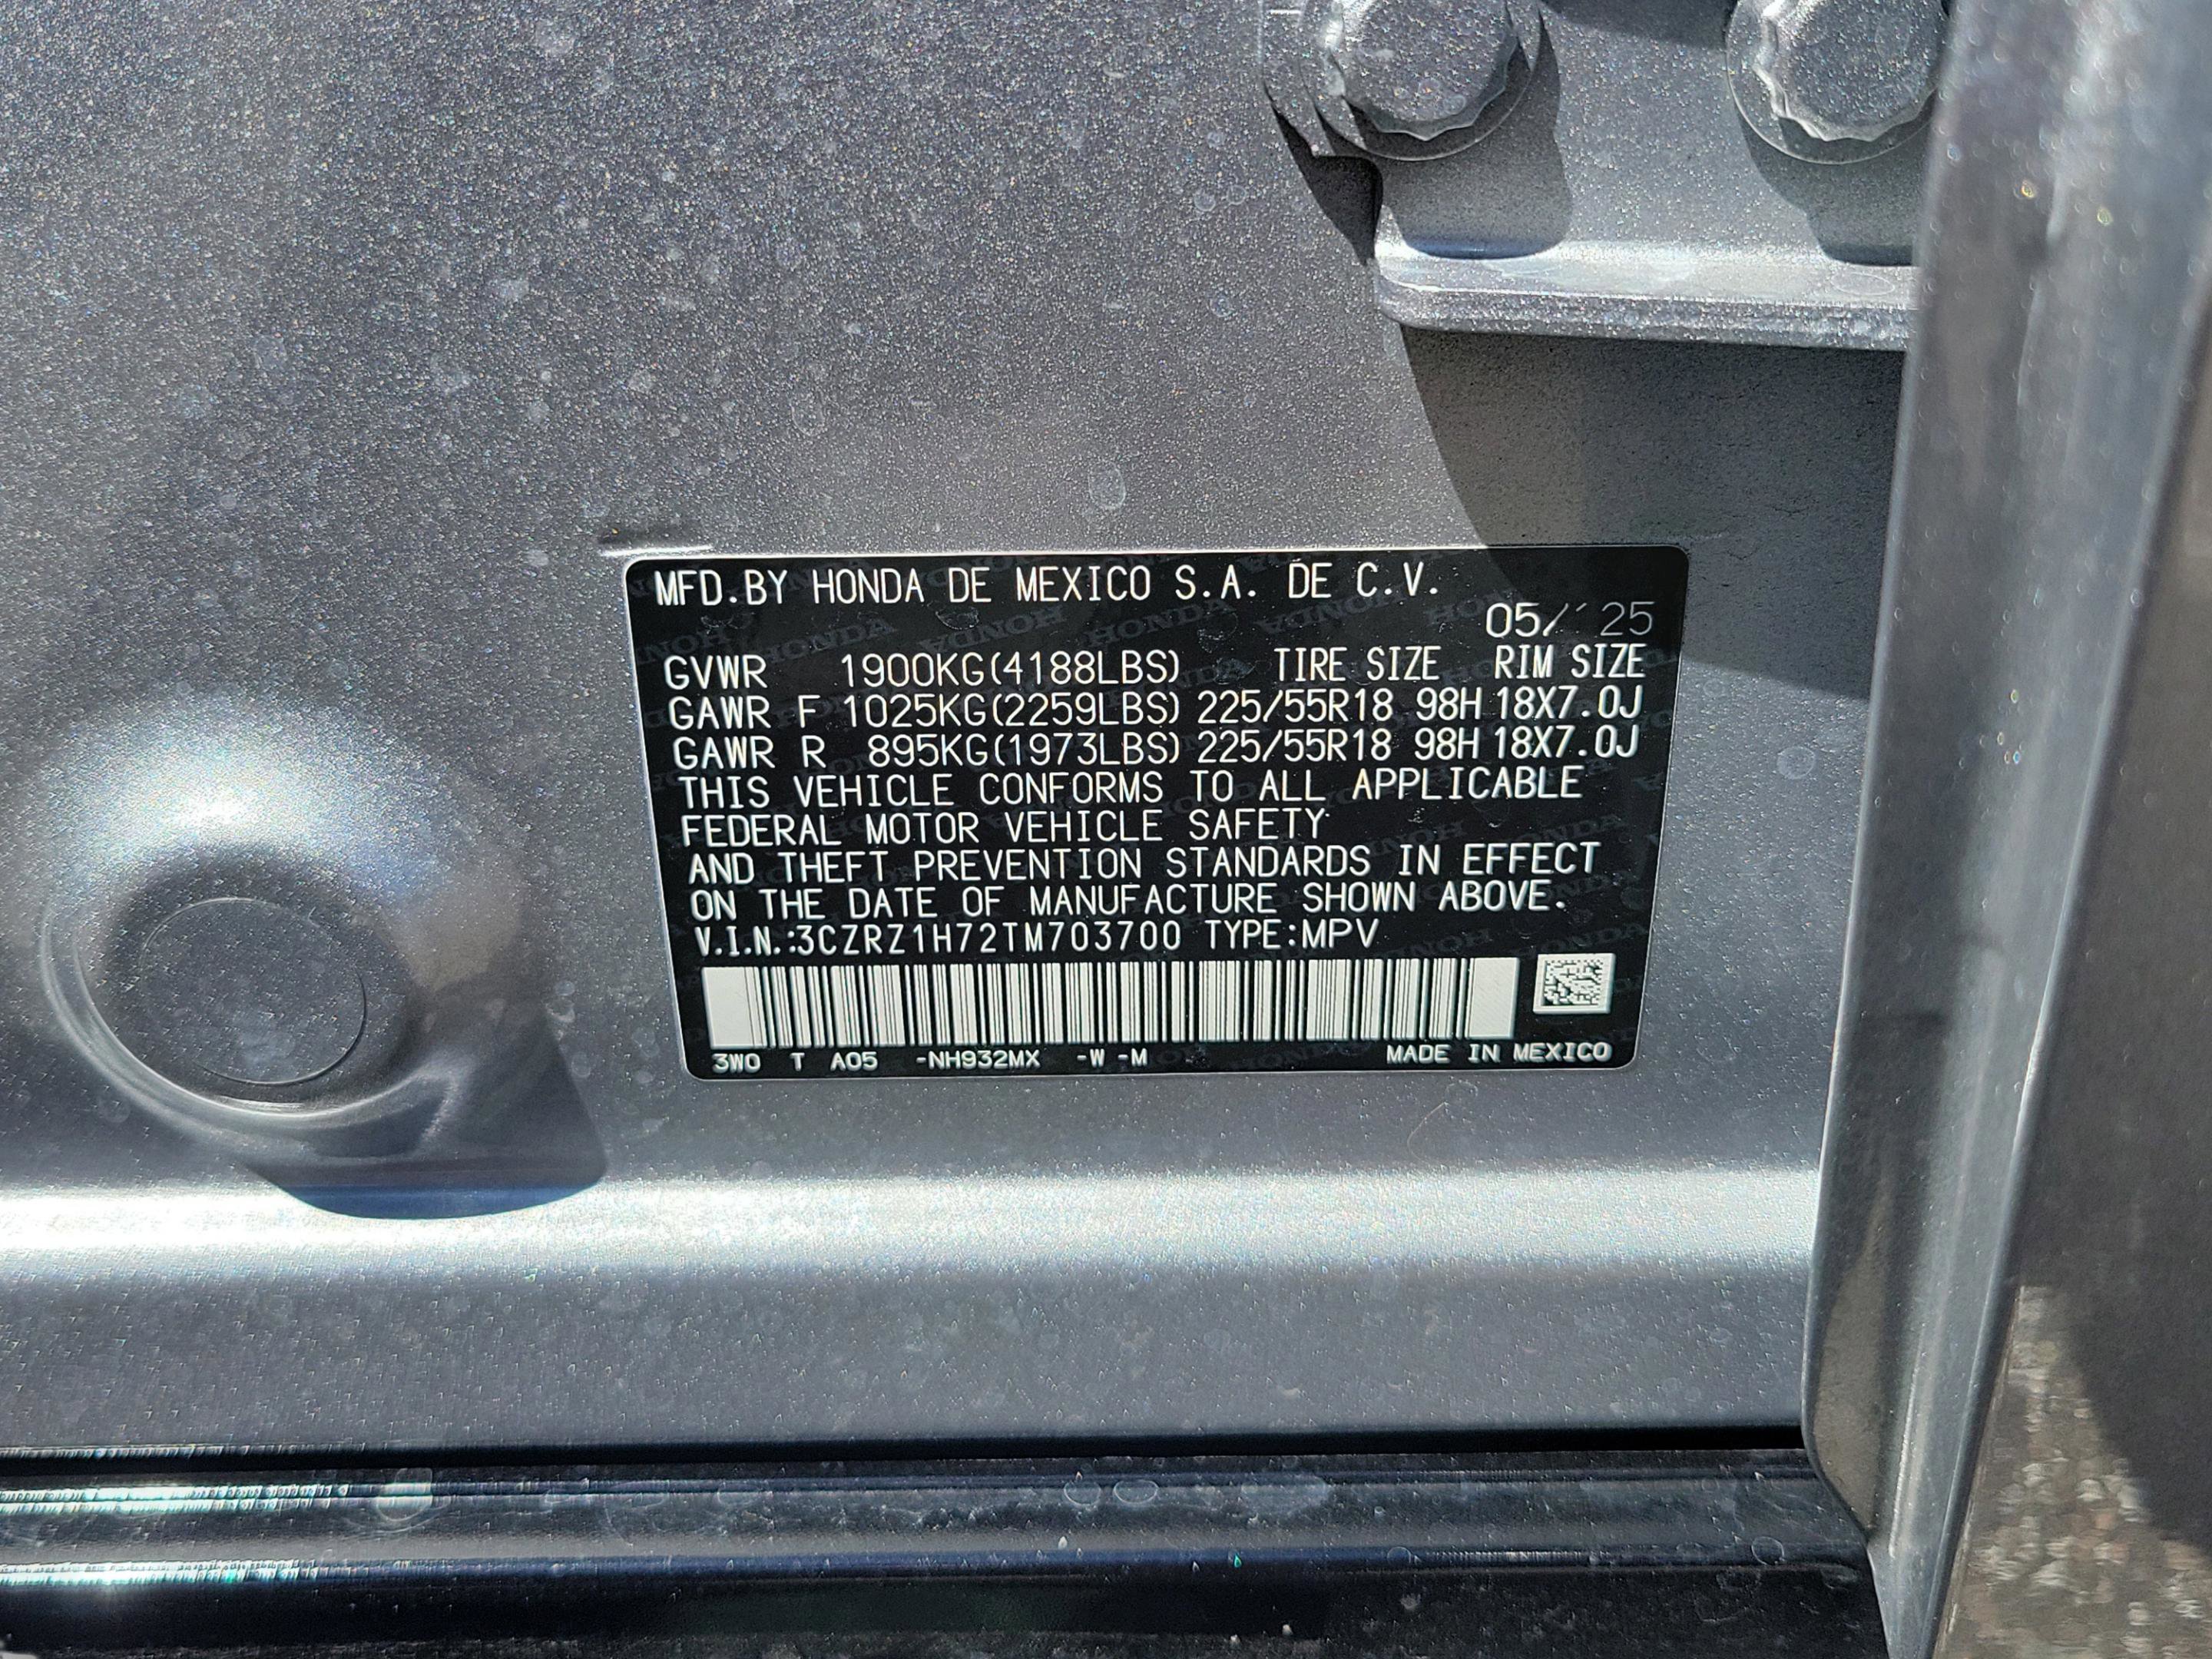 MFD.BY HONDA DE MEXICO S.A. DE C.V.
05/'25
GVWR 1900KG(4188LBS) TIRE SIZE RIM SIZE
GAWR F 1025KG(2259LBS) 225/55R18 98H 18X7.0J
GAWR R 895KG(1973LBS) 225/55R18 98H 18X7.0J
THIS VEHICLE CONFORMS TO ALL APPLICABLE
FEDERAL MOTOR VEHICLE SAFETY
AND THEFT PREVENTION STANDARDS IN EFFECT
ON THE DATE OF MANUFACTURE SHOWN ABOVE.
V.I.N.:3CZRZ1H72TM703700 TYPE:MPV
3W0 T A05 -NH932MX -W -M MADE IN MEXICO